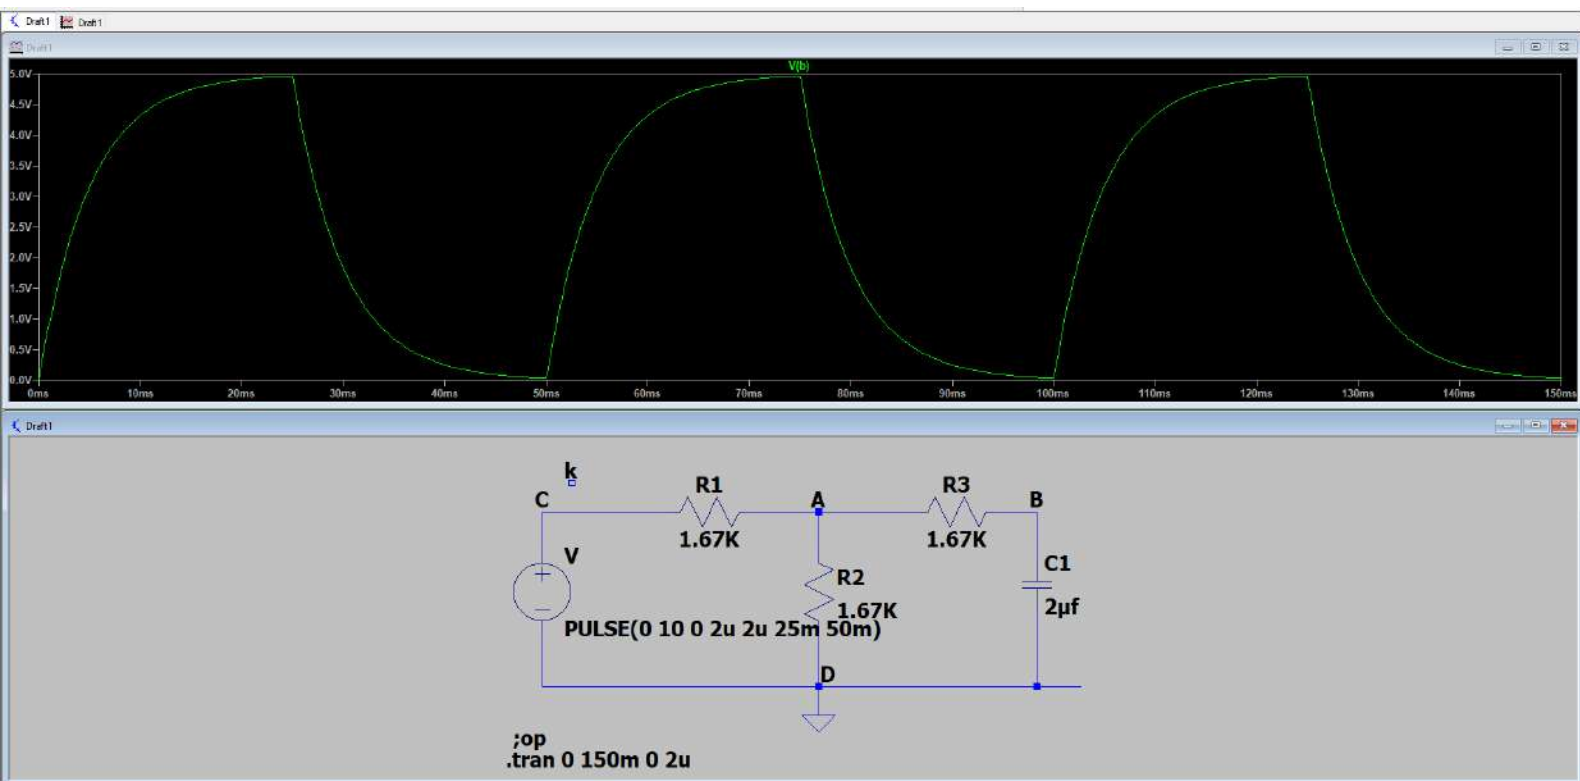 Draft1 Draft1
Draft1
V(b)
5.0V
4.5V
4.0V
3.5V
3.0V
2.5V
2.0V
1.5V
1.0V
0.5V
0.0V
0ms 10ms 20ms 30ms 40ms 50ms 60ms 70ms 80ms 90ms 100ms 110ms 120ms 130ms 140ms 150ms
Draft1
k
C R1 A R3 B
1.67K 1.67K
V C1
+ R2
1.67K 2µf
PULSE(0 10 0 2u 2u 25m 50m)
D
;op
.tran 0 150m 0 2u